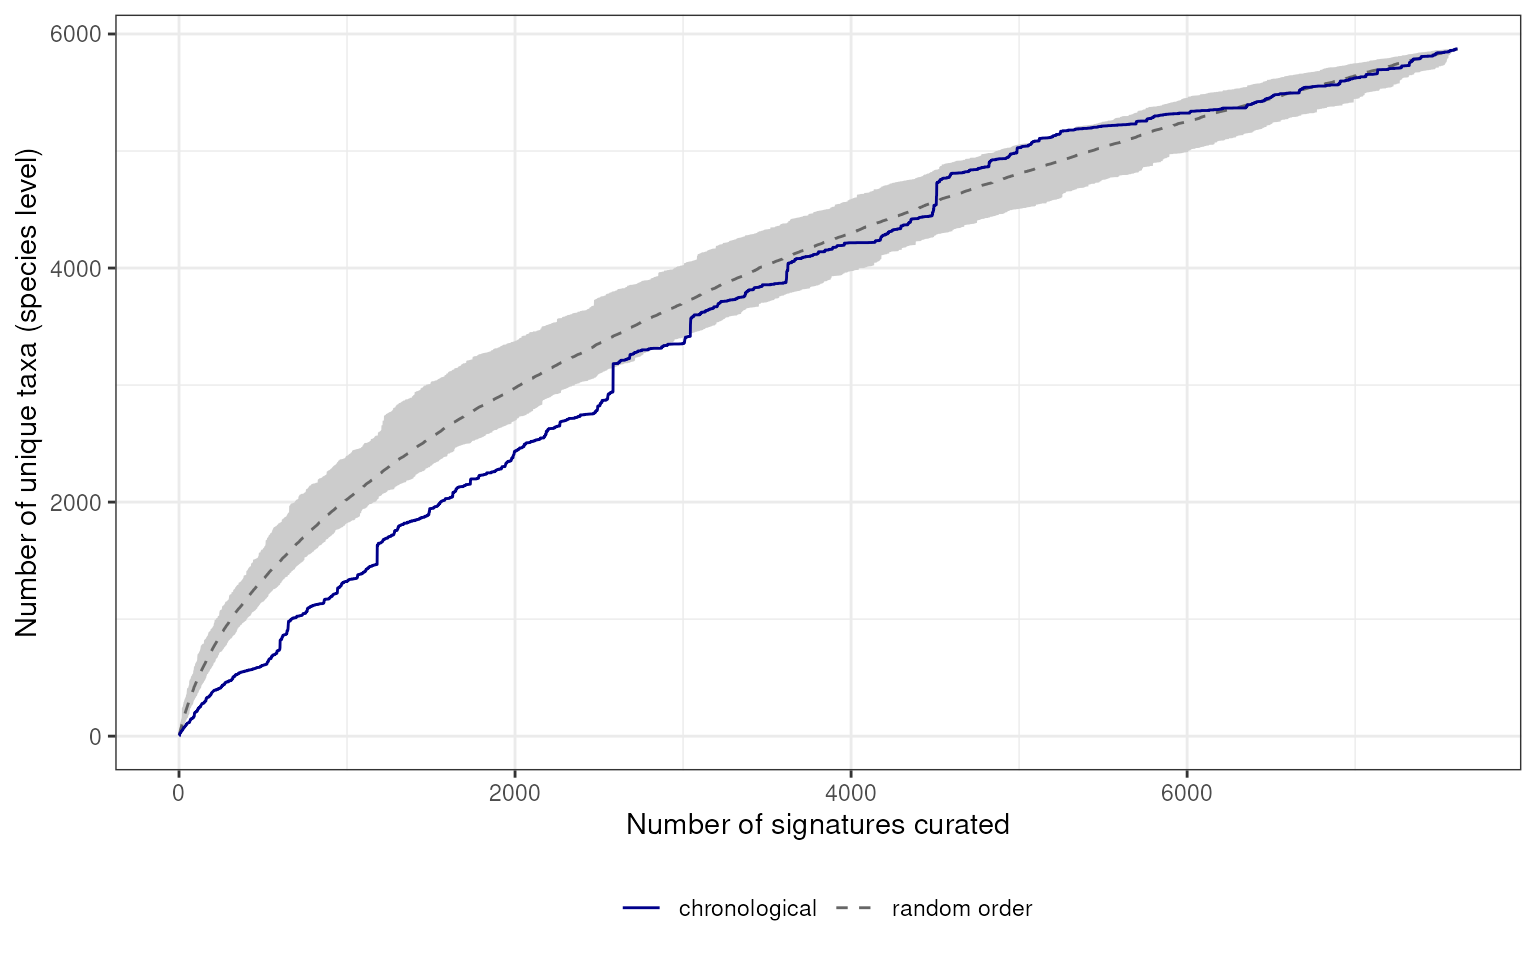 Number of unique taxa (species level)
6000
4000
2000
0
0 2000 4000 6000
Number of signatures curated
chronological random order